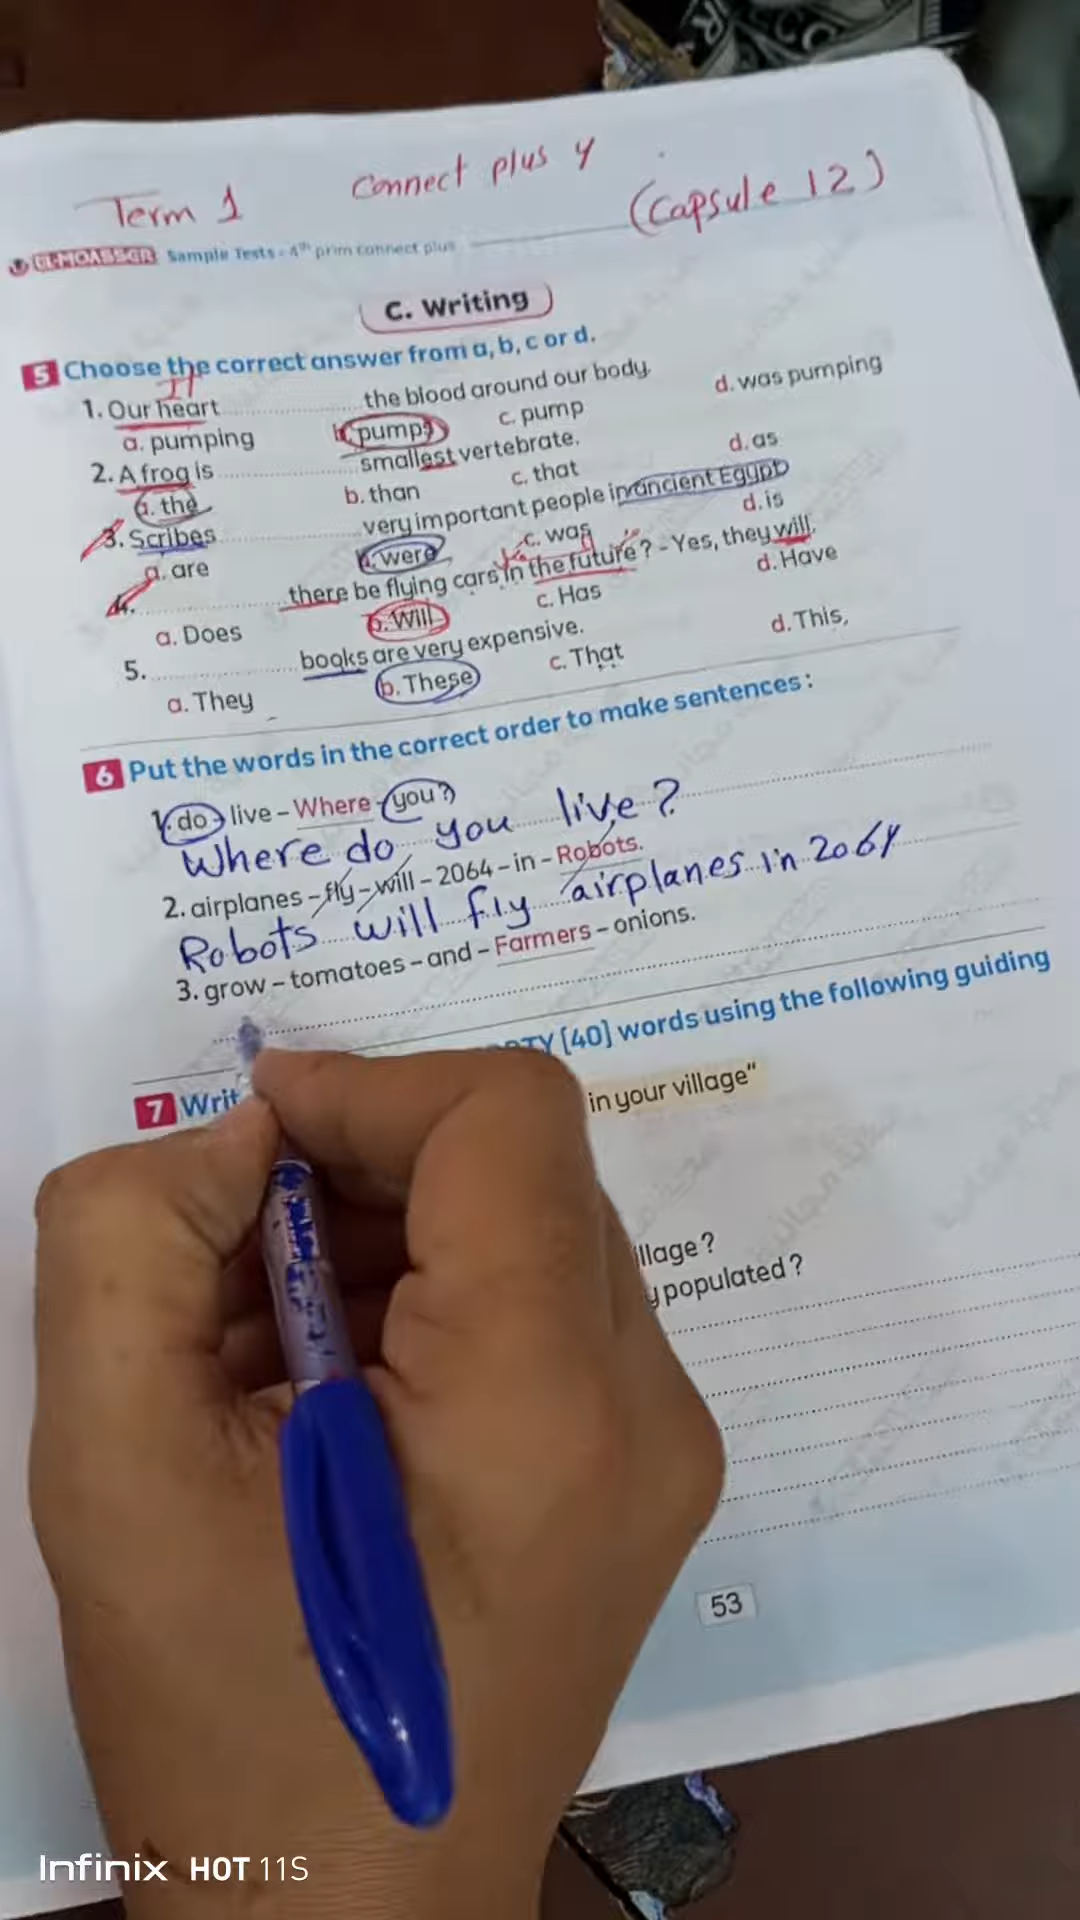 Term 1 Connect plus 4 (Capsule 12)
EL-MOASSER Sample Tests - 4th prim connect plus
C. Writing
5 Choose the correct answer from a, b, c or d.
It
1. Our heart .................... the blood around our body.
a. pumping b. pumps c. pump d. was pumping
2. A frog is .................... smallest vertebrate.
a. the b. than c. that d. as
3. Scribes .................... very important people in ancient Egypt
a. are b. were c. was d. is
4. .................... there be flying cars in the future? - Yes, they will.
a. Does b. Will c. Has d. Have
5. .................... books are very expensive.
a. They b. These c. That d. This,
6 Put the words in the correct order to make sentences:
1. do - live - Where - you?
Where do you live?
2. airplanes - fly - will - 2064 - in - Robots.
Robots will fly airplanes in 2064
3. grow - tomatoes - and - Farmers - onions.
7 Writ [40] words using the following guiding
in your village"
village?
populated?
53
Infinix HOT 11S